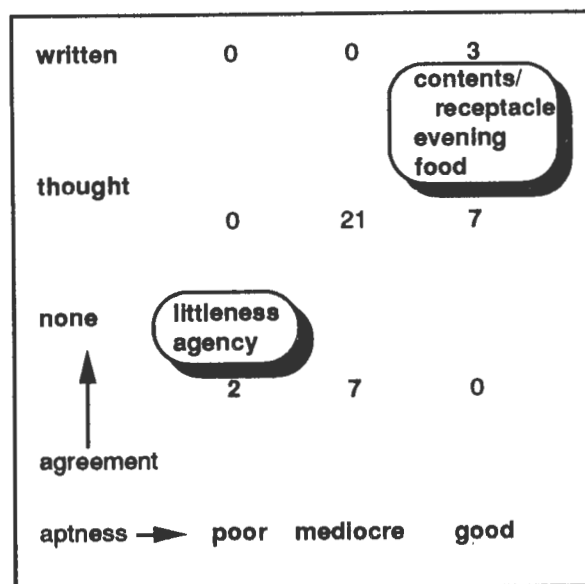 written 0 0 3
contents/
receptacle
evening
food
thought
0 21 7
none
littleness
agency
2 7 0
agreement
aptness poor mediocre good